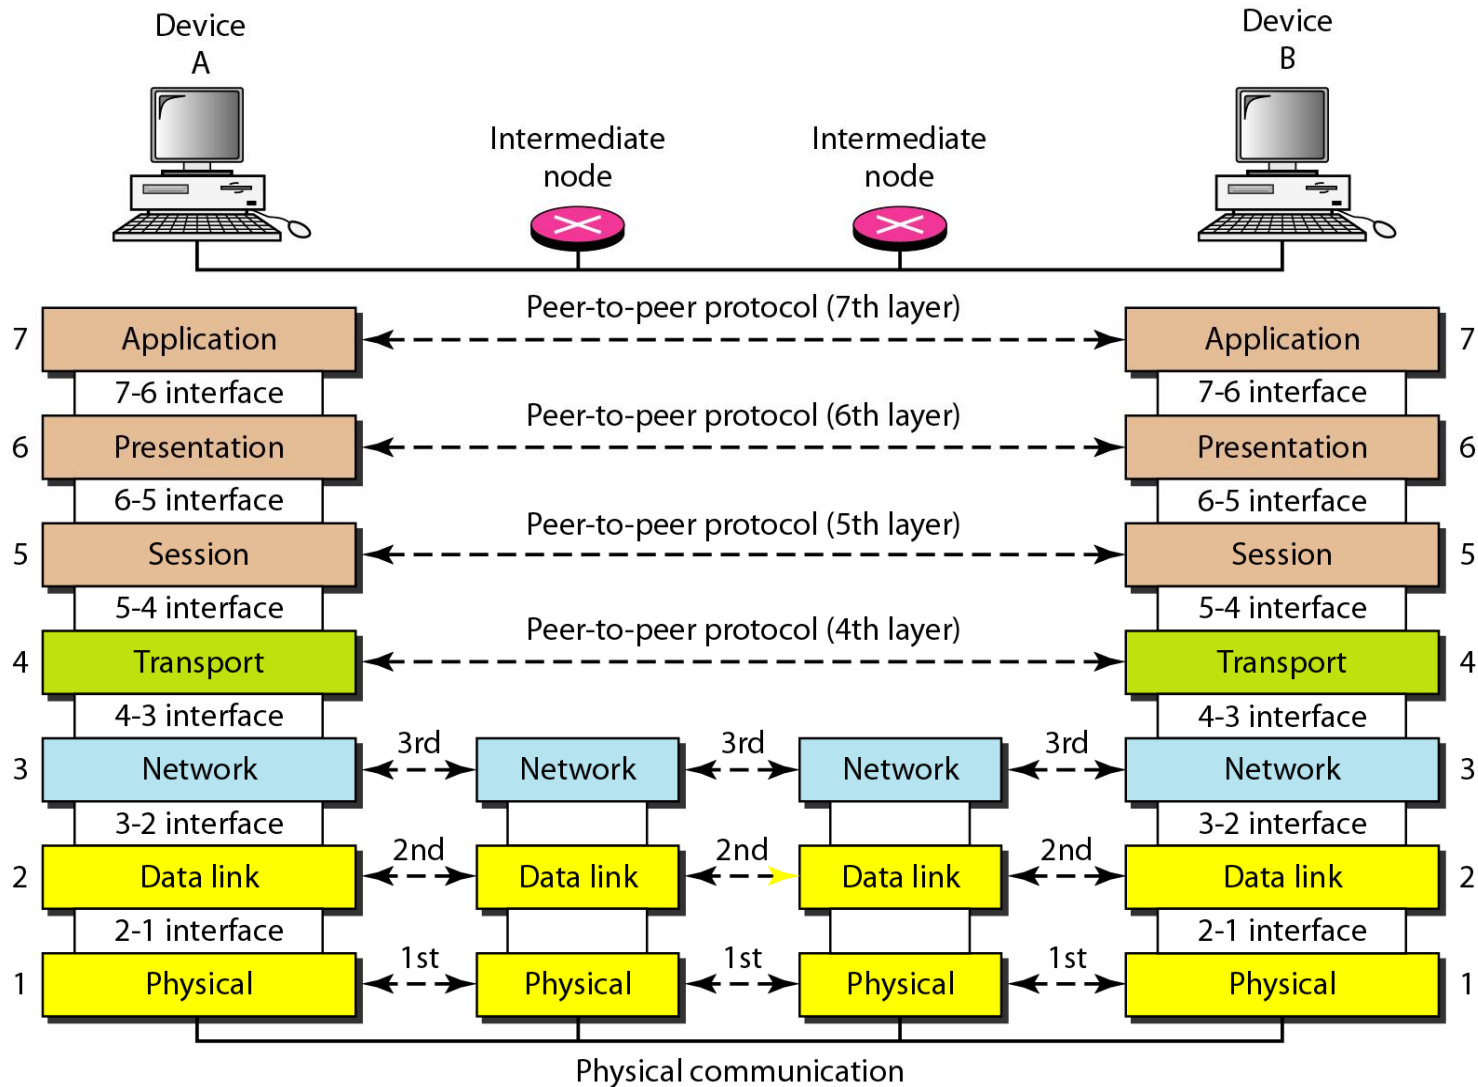 Device
A
Device
B
Intermediate
node
Intermediate
node
Peer-to-peer protocol (7th layer)
7 Application Application 7
7-6 interface 7-6 interface
Peer-to-peer protocol (6th layer)
6 Presentation Presentation 6
6-5 interface 6-5 interface
Peer-to-peer protocol (5th layer)
5 Session Session 5
5-4 interface 5-4 interface
Peer-to-peer protocol (4th layer)
4 Transport Transport 4
4-3 interface 4-3 interface
3rd 3rd 3rd
3 Network Network Network Network 3
3-2 interface 3-2 interface
2nd 2nd 2nd
2 Data link Data link Data link Data link 2
2-1 interface 2-1 interface
1st 1st 1st
1 Physical Physical Physical Physical 1
Physical communication